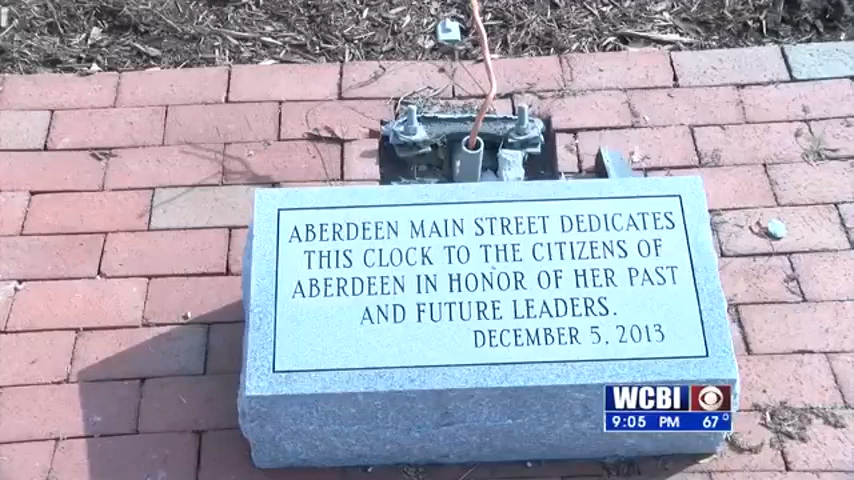 ABERDEEN MAIN STREET DEDICATES
THIS CLOCK TO THE CITIZENS OF
ABERDEEN IN HONOR OF HER PAST
AND FUTURE LEADERS.
DECEMBER 5, 2013
WCBI
9:05 PM 67°